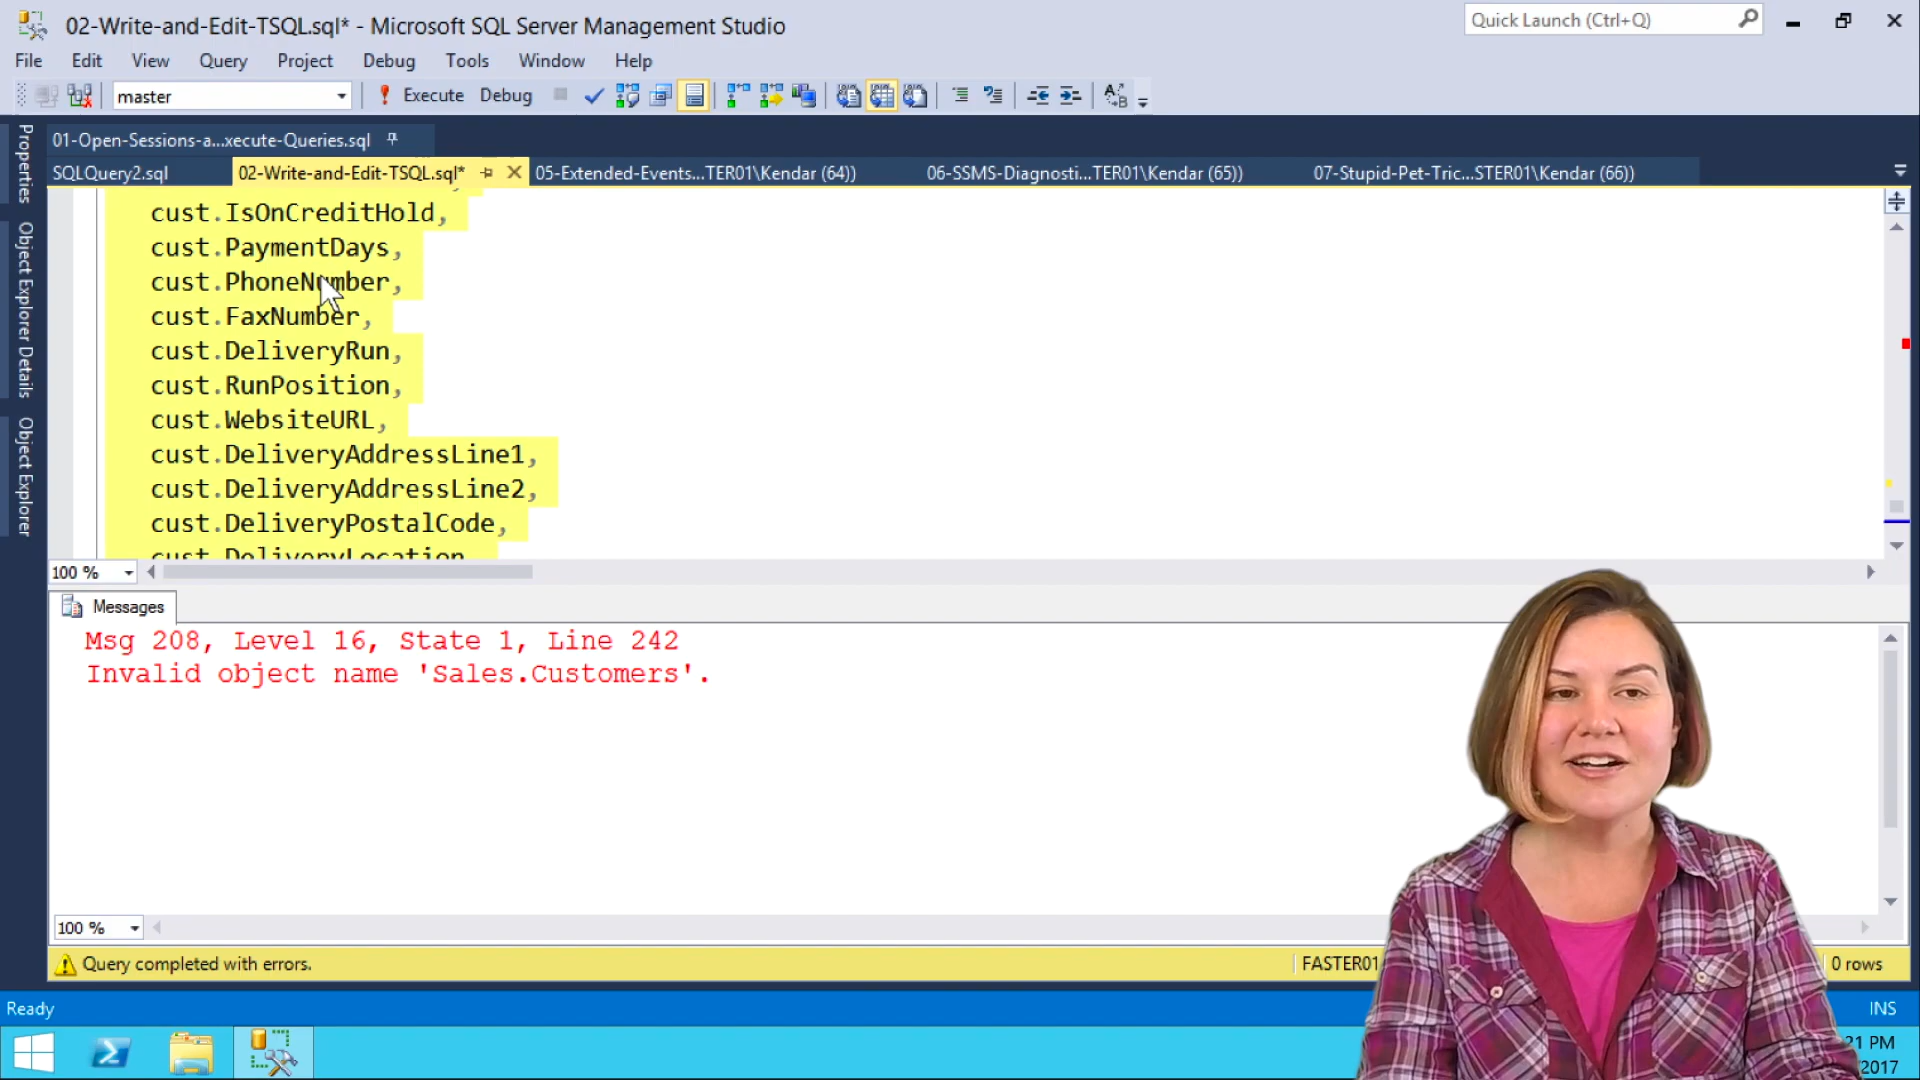 02-Write-and-Edit-TSQL.sql* - Microsoft SQL Server Management Studio
Quick Launch (Ctrl+Q)
File Edit View Query Project Debug Tools Window Help
master Execute Debug
01-Open-Sessions-a...xecute-Queries.sql
SQLQuery2.sql 02-Write-and-Edit-TSQL.sql* 05-Extended-Events...TER01\Kendar (64)) 06-SSMS-Diagnosti...TER01\Kendar (65)) 07-Stupid-Pet-Tric...STER01\Kendar (66))
Properties
Object Explorer Details
Object Explorer
cust.IsOnCreditHold,
cust.PaymentDays,
cust.PhoneNumber,
cust.FaxNumber,
cust.DeliveryRun,
cust.RunPosition,
cust.WebsiteURL,
cust.DeliveryAddressLine1,
cust.DeliveryAddressLine2,
cust.DeliveryPostalCode,
cust.DeliveryLocation
100 %
Messages
Msg 208, Level 16, State 1, Line 242
Invalid object name 'Sales.Customers'.
100 %
Query completed with errors. FASTER01 0 rows
Ready INS
21 PM
2017